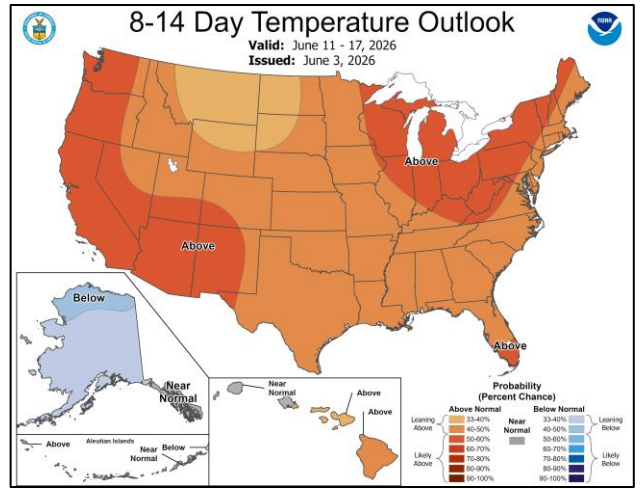 8-14 Day Temperature Outlook
Valid: June 11 - 17, 2026
Issued: June 3, 2026
NOAA
Above
Above
Above
Below
Near
Normal
Above
Aleutian Islands
Near
Normal
Below
Near
Normal
Above
Above
Probability
(Percent Chance)
Above Normal
Near
Normal
Below Normal
Leaning
Above
33-40%
40-50%
50-60%
60-70%
70-80%
80-90%
90-100%
Likely
Above
33-40%
40-50%
50-60%
60-70%
70-80%
80-90%
90-100%
Leaning
Below
Likely
Below